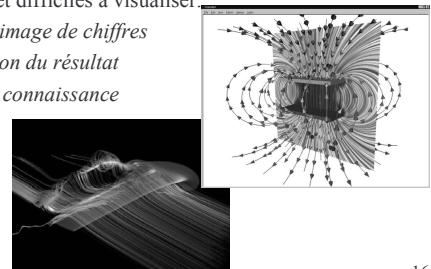 et difficiles à visualiser.
image de chiffres
on du résultat
connaissance